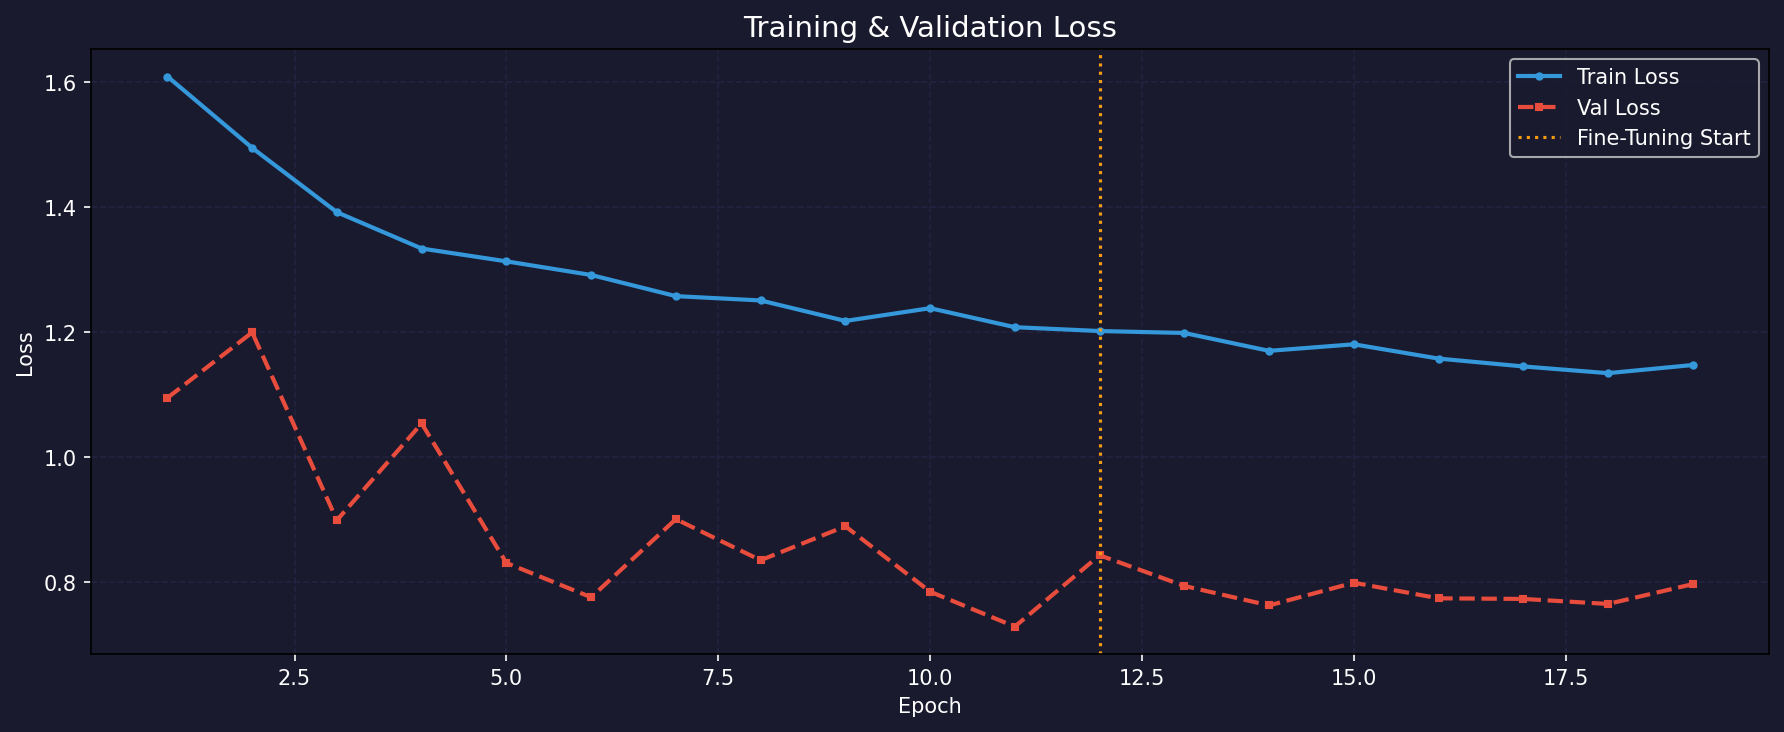 Training & Validation Loss
Train Loss
Val Loss
Fine-Tuning Start
Loss
1.6
1.4
1.2
1.0
0.8
2.5 5.0 7.5 10.0 12.5 15.0 17.5
Epoch